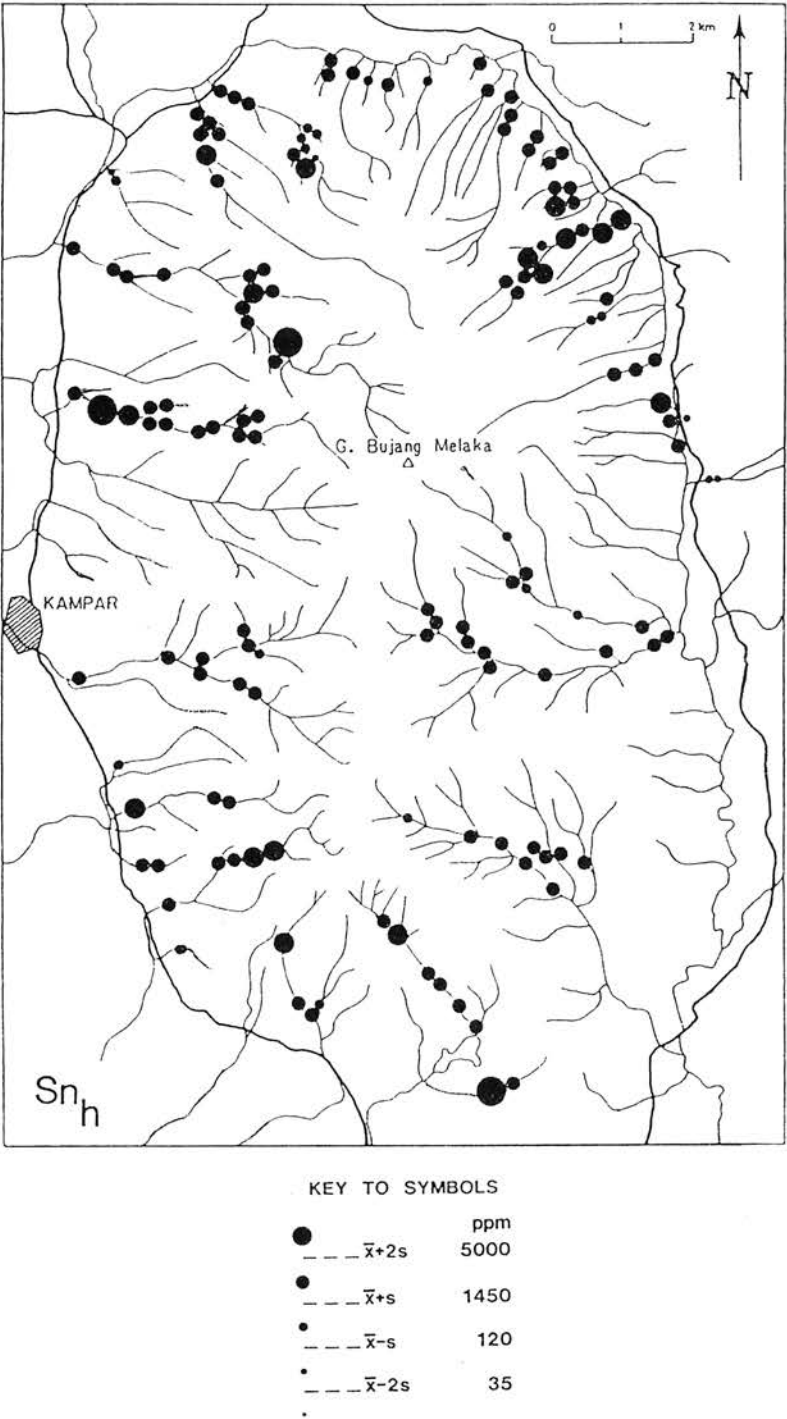 0 1 2 km
N
G. Bujang Melaka
KAMPAR
Sn h
KEY TO SYMBOLS
ppm
x̄+2s 5000
x̄+s 1450
x̄-s 120
x̄-2s 35